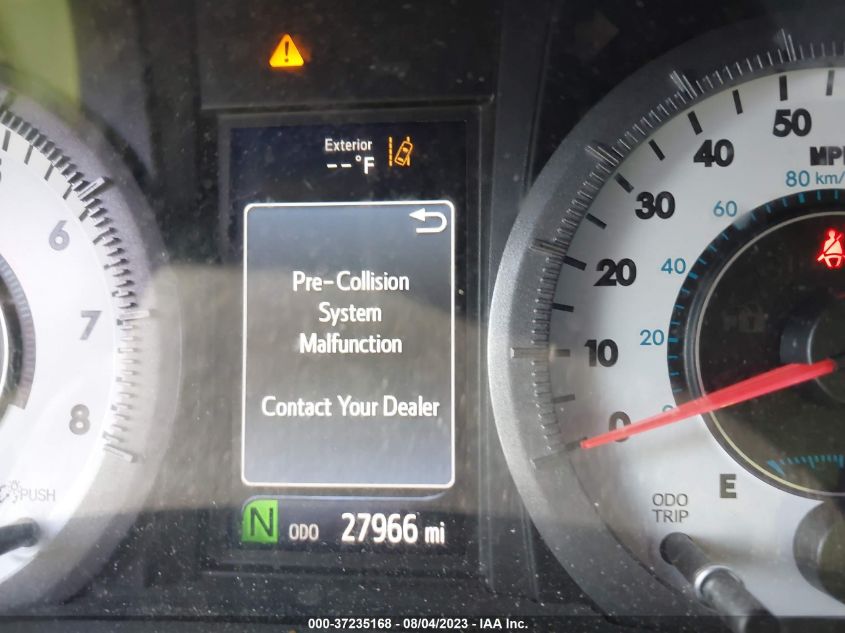 Exterior
--°F
Pre-Collision
System
Malfunction
Contact Your Dealer
N ODO 27966 mi
6
7
8
PUSH
50
40
30
20
10
0
80 km/
60
40
20
E
ODO
TRIP
000-37235168 - 08/04/2023 - IAA Inc.